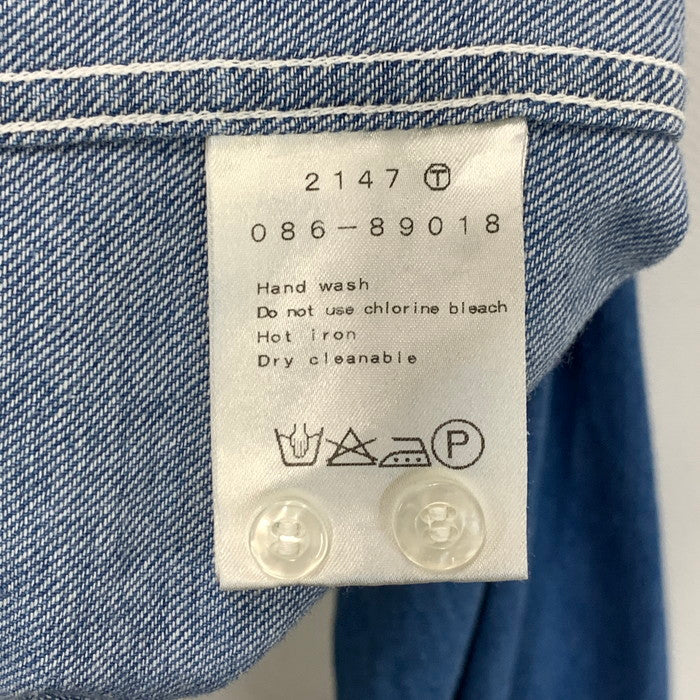 2147 Ⓣ
086-89018
Hand wash
Do not use chlorine bleach
Hot iron
Dry cleanable
P